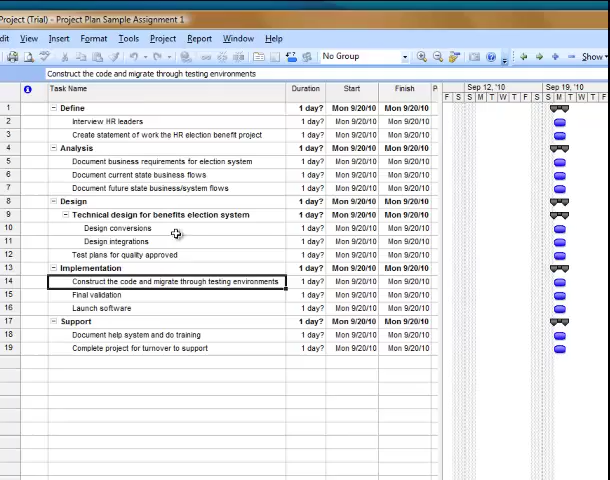 Project (Trial) - Project Plan Sample Assignment 1
dit View Insert Format Tools Project Report Window Help
No Group Show
Construct the code and migrate through testing environments
Task Name Duration Start Finish P Sep 12, '10 Sep 19, '10
F S S M T W T F S S M T W T F S
1 Define 1 day? Mon 9/20/10 Mon 9/20/10
2 Interview HR leaders 1 day? Mon 9/20/10 Mon 9/20/10
3 Create statement of work the HR election benefit project 1 day? Mon 9/20/10 Mon 9/20/10
4 Analysis 1 day? Mon 9/20/10 Mon 9/20/10
5 Document business requirements for election system 1 day? Mon 9/20/10 Mon 9/20/10
6 Document current state business flows 1 day? Mon 9/20/10 Mon 9/20/10
7 Document future state business/system flows 1 day? Mon 9/20/10 Mon 9/20/10
8 Design 1 day? Mon 9/20/10 Mon 9/20/10
9 Technical design for benefits election system 1 day? Mon 9/20/10 Mon 9/20/10
10 Design conversions 1 day? Mon 9/20/10 Mon 9/20/10
11 Design integrations 1 day? Mon 9/20/10 Mon 9/20/10
12 Test plans for quality approved 1 day? Mon 9/20/10 Mon 9/20/10
13 Implementation 1 day? Mon 9/20/10 Mon 9/20/10
14 Construct the code and migrate through testing environments 1 day? Mon 9/20/10 Mon 9/20/10
15 Final validation 1 day? Mon 9/20/10 Mon 9/20/10
16 Launch software 1 day? Mon 9/20/10 Mon 9/20/10
17 Support 1 day? Mon 9/20/10 Mon 9/20/10
18 Document help system and do training 1 day? Mon 9/20/10 Mon 9/20/10
19 Complete project for turnover to support 1 day? Mon 9/20/10 Mon 9/20/10